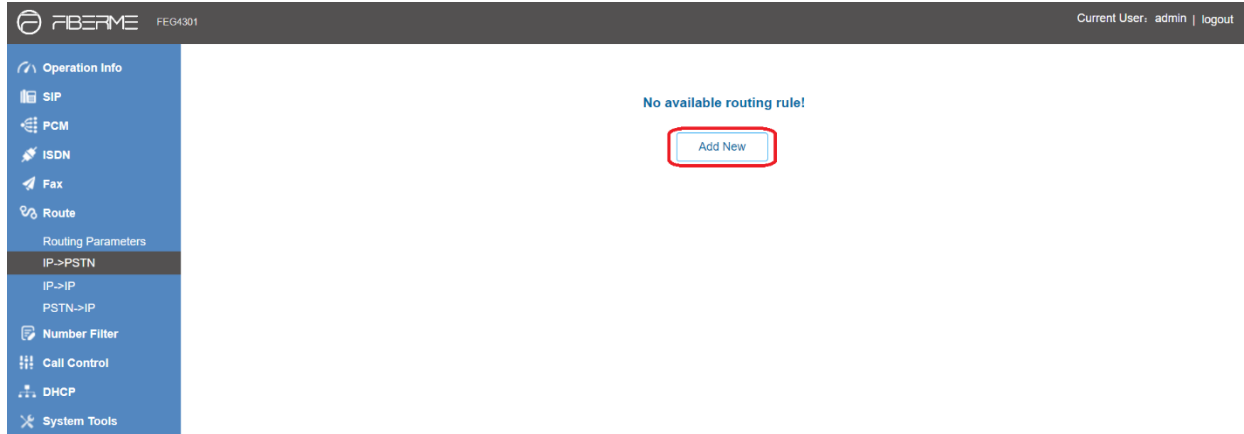 FIBERME FEG4301
Current User: admin | logout
Operation Info
SIP
PCM
ISDN
Fax
Route
Routing Parameters
IP->PSTN
IP->IP
PSTN->IP
Number Filter
Call Control
DHCP
System Tools
No available routing rule!
Add New